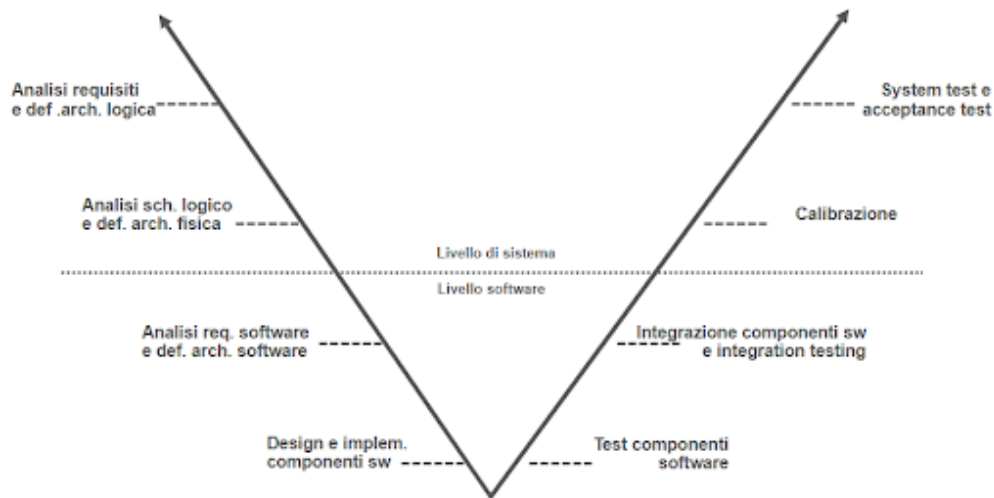 Analisi requisiti
e def .arch. logica
System test e
acceptance test
Analisi sch. logico
e def. arch. fisica
Calibrazione
Livello di sistema
Livello software
Analisi req. software
e def. arch. software
Integrazione componenti sw
e integration testing
Design e implem.
componenti sw
Test componenti
software